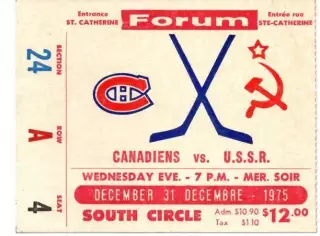 Entrance
ST. CATHERINE
Forum
Entrée rue
STE-CATHERINE
SECTION
24
ROW
A
SEAT
4
CANADIENS vs. U.S.S.R.
WEDNESDAY EVE. - 7 P.M. - MER. SOIR
DECEMBER 31 DECEMBRE - 1975
SOUTH CIRCLE
Adm. $10.90
Tax $1.10
$12.00